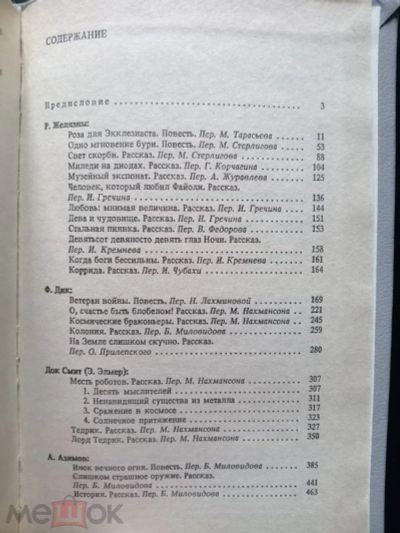 СОДЕРЖАНИЕ
Предисловие 3
Р. Желязны:
Роза для Экклезиаста. Повесть. Пер. М. Тарасьева 11
Одно мгновение бури. Повесть. Пер. М. Стерлигова 53
Свет скорби. Рассказ. Пер. М. Стерлигова 88
Миледи на диодах. Рассказ. Пер. Г. Корчагина 104
Музейный экспонат. Рассказ. Пер. А. Журавлева 125
Человек, который любил Файоли. Рассказ.
Пер. И. Гречина 136
Любовь: мнимая величина. Рассказ. Пер. И. Гречина 144
Дева и чудовище. Рассказ. Пер. И. Гречина 151
Стальная пиявка. Рассказ. Пер. В. Федорова 153
Девятьсот девяносто девять глаз Ночи. Рассказ.
Пер. И. Кремнева 158
Когда боги бессильны. Рассказ. Пер. И. Кремнева 161
Коррида. Рассказ. Пер. И. Чубахи 164
Ф. Дик:
Ветеран войны. Повесть. Пер. Н. Лахминовой 169
О, счастье быть блобелом! Рассказ. Пер. М. Нахмансона 221
Космические браконьеры. Рассказ. Пер. М. Нахмансона 245
Колония. Рассказ. Пер. Б. Миловидова 259
На Земле слишком скучно. Рассказ.
Пер. О. Прилепского 280
Док Смит (Э. Элмер):
Месть роботов. Рассказ. Пер. М. Нахмансона 307
1. Десять мыслителей 307
2. Ненавидящий существа из металла 311
3. Сражение в космосе 317
4. Солнечное притяжение 323
Тедрик. Рассказ. Пер. М. Нахмансона 327
Лорд Тедрик. Рассказ. Пер. М. Нахмансона 350
А. Азимов:
вечного огня. Повесть. Пер. Б. Миловидова 385
Слишком страшное оружие. Рассказ.
Пер. Б. Миловидова 441
История. Рассказ. Пер. Б. Миловидова 463
Мешок